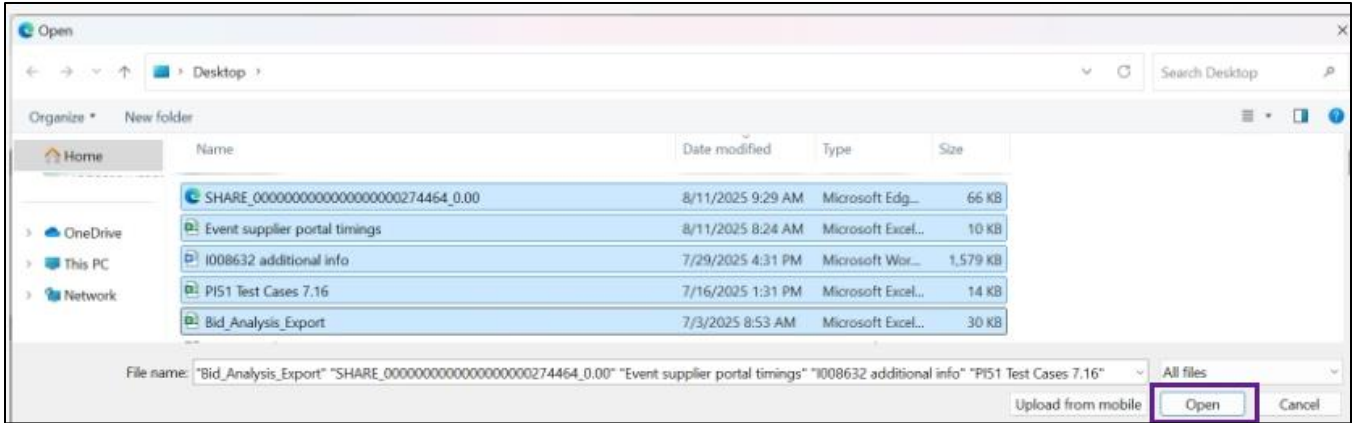 Open
Desktop
Search Desktop
Organize New folder
Home
Name Date modified Type Size
SHARE_0000000000000000000274464_0.00 8/11/2025 9:29 AM Microsoft Edg... 66 KB
OneDrive
Event supplier portal timings 8/11/2025 8:24 AM Microsoft Excel... 10 KB
This PC
I008632 additional info 7/29/2025 4:31 PM Microsoft Wor... 1,579 KB
Network
PI51 Test Cases 7.16 7/16/2025 1:31 PM Microsoft Excel... 14 KB
Bid_Analysis_Export 7/3/2025 8:53 AM Microsoft Excel... 30 KB
File name: "Bid_Analysis_Export" "SHARE_0000000000000000000274464_0.00" "Event supplier portal timings" "I008632 additional info" "PI51 Test Cases 7.16" All files
Upload from mobile Open Cancel